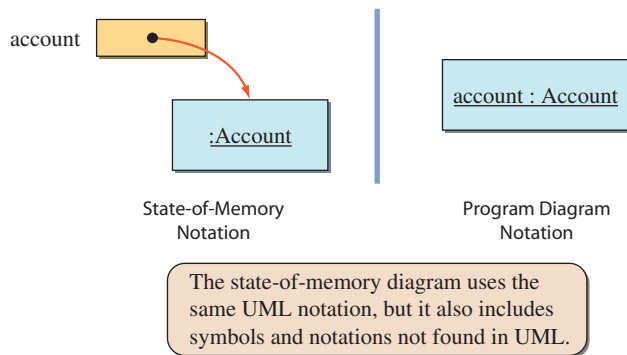 account
:Account
account : Account
State-of-Memory
Notation
Program Diagram
Notation
The state-of-memory diagram uses the
same UML notation, but it also includes
symbols and notations not found in UML.